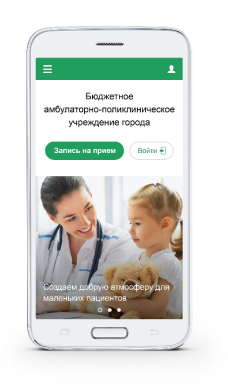 Бюджетное
амбулаторно-поликлиническое
учреждение города
Запись на прием
Войти
Создаем добрую атмосферу для
маленьких пациентов